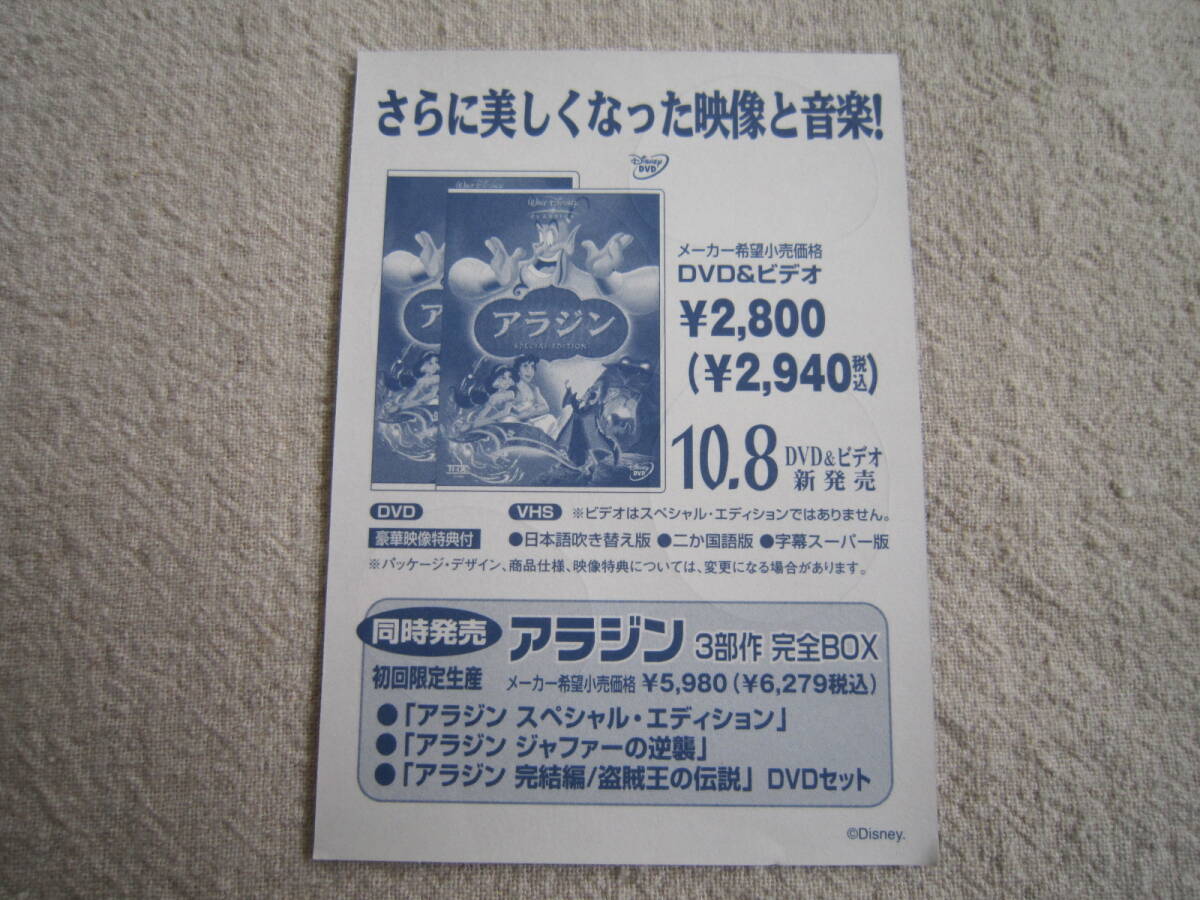 さらに美しくなった映像と音楽!
Disney DVD
WALT DISNEY
アラジン
SPECIAL EDITION
THX
Disney DVD
ア
メーカー希望小売価格
DVD&ビデオ
¥2,800
(¥2,940税込)
10.8 DVD&ビデオ 新発売
DVD
豪華映像特典付
VHS ※ビデオはスペシャル・エディションではありません。
●日本語吹き替え版 ●二か国語版 ●字幕スーパー版
※パッケージ・デザイン、商品仕様、映像特典については、変更になる場合があります。
同時発売 アラジン 3部作 完全BOX
初回限定生産 メーカー希望小売価格 ¥5,980(¥6,279税込)
●「アラジン スペシャル・エディション」
●「アラジン ジャファーの逆襲」
●「アラジン 完結編/盗賊王の伝説」 DVDセット
©Disney.